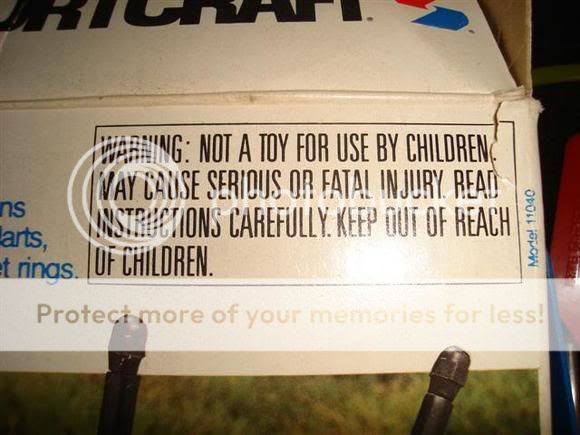 WARNING: NOT A TOY FOR USE BY CHILDREN.
MAY CAUSE SERIOUS OR FATAL INJURY. READ
INSTRUCTIONS CAREFULLY. KEEP OUT OF REACH
OF CHILDREN.
Model 11040
rings.
Protect more of your memories for less!